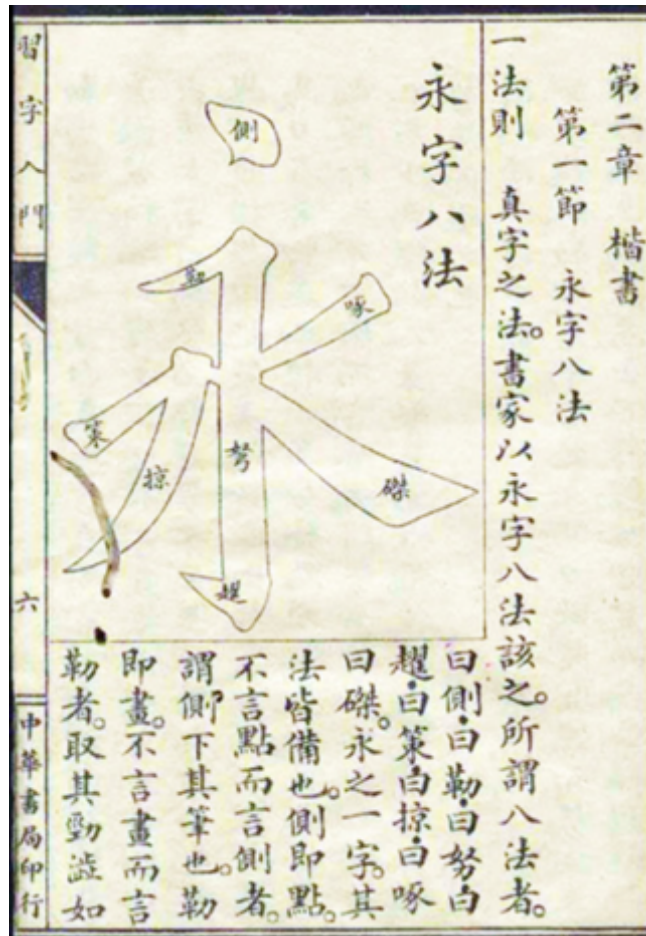 第二章　楷書
第一節　永字八法
一法則　真字之法。書家以永字八法該之。所謂八法者。
曰側・曰勒・曰努・曰
趯・曰策・曰掠・曰啄
曰磔。永之一字。其
法皆備也。側即點。
不言點而言側者。
謂側下其筆也。勒
即畫。不言畫而言
勒者。取其勁澁如
永字八法
側
勒
啄
策
掠
努
磔
趯
習字入門
六
中華書局印行